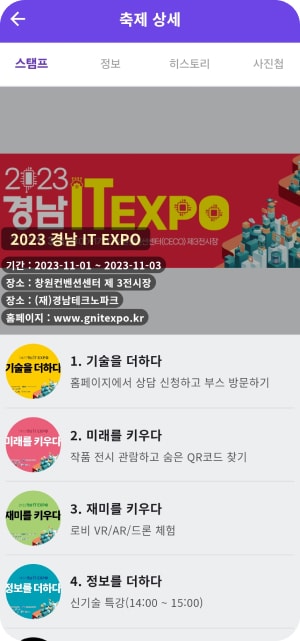 축제 상세
스탬프
정보
히스토리
사진첩
2023
경남 IT EXPO
센터(CECO) 제3전시장
2023 경남 IT EXPO
기간 : 2023-11-01 ~ 2023-11-03
장소 : 창원컨벤션센터 제 3전시장
장소 : (재)경남테크노파크
홈페이지 : www.gnitexpo.kr
기술을 더하다
1. 기술을 더하다
홈페이지에서 상담 신청하고 부스 방문하기
미래를 키우다
2. 미래를 키우다
작품 전시 관람하고 숨은 QR코드 찾기
재미를 키우다
3. 재미를 키우다
로비 VR/AR/드론 체험
정보를 더하다
4. 정보를 더하다
신기술 특강(14:00 ~ 15:00)